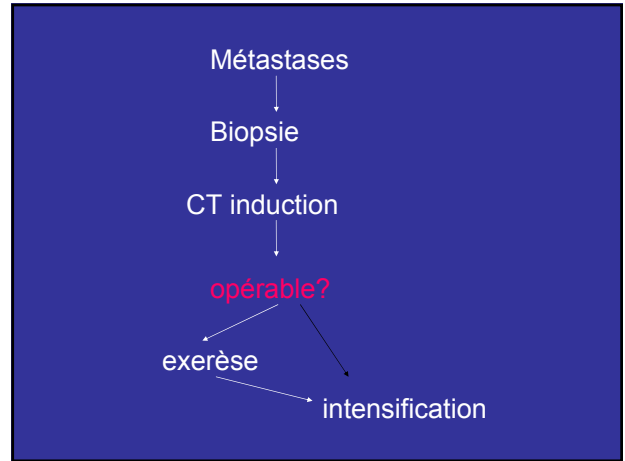 Métastases
Biopsie
CT induction
opérable?
exerèse
intensification